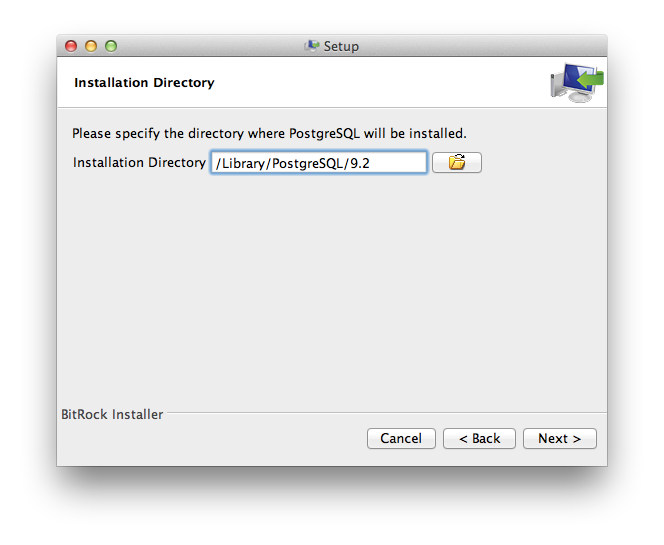 Setup
Installation Directory
Please specify the directory where PostgreSQL will be installed.
Installation Directory /Library/PostgreSQL/9.2
BitRock Installer
Cancel < Back Next >